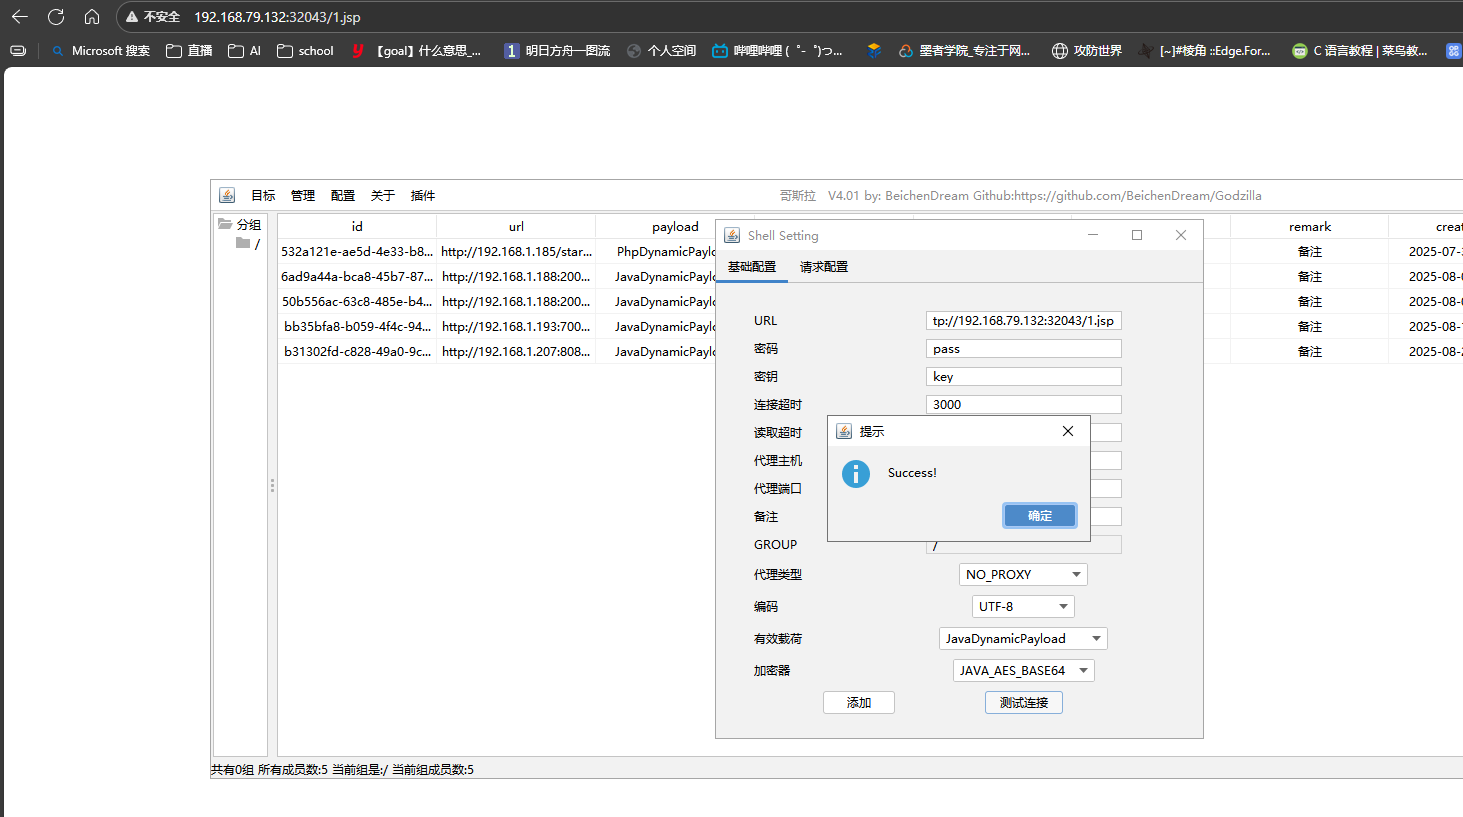 不安全 192.168.79.132:32043/1.jsp
Microsoft 搜索 直播 AI school 【goal】什么意思_... 明日方舟一图流 个人空间 哔哩哔哩 (゜-゜)つ... 墨者学院_专注于网... 攻防世界 [~]#棱角 ::Edge.For... C 语言教程 | 菜鸟教...
目标 管理 配置 关于 插件 哥斯拉 V4.01 by: BeichenDream Github:https://github.com/BeichenDream/Godzilla
分组
/
id url payload remark creat
532a121e-ae5d-4e33-b8... http://192.168.1.185/star... PhpDynamicPaylo 备注 2025-07-
6ad9a44a-bca8-45b7-87... http://192.168.1.188:200... JavaDynamicPaylo 备注 2025-08-
50b556ac-63c8-485e-b4... http://192.168.1.188:200... JavaDynamicPaylo 备注 2025-08-
bb35bfa8-b059-4f4c-94... http://192.168.1.193:700... JavaDynamicPaylo 备注 2025-08-
b31302fd-c828-49a0-9c... http://192.168.1.207:808... JavaDynamicPaylo 备注 2025-08-
Shell Setting
基础配置 请求配置
URL tp://192.168.79.132:32043/1.jsp
密码 pass
密钥 key
连接超时 3000
读取超时
代理主机
代理端口
备注
GROUP /
代理类型 NO_PROXY
编码 UTF-8
有效载荷 JavaDynamicPayload
加密器 JAVA_AES_BASE64
添加 测试连接
提示
Success!
确定
共有0组 所有成员数:5 当前组是:/ 当前组成员数:5